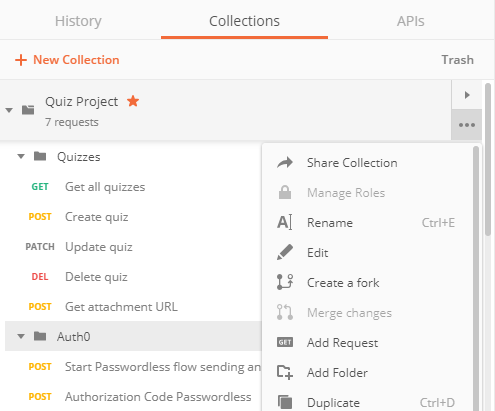 History Collections APIs
+ New Collection Trash
Quiz Project
7 requests
Quizzes
GET Get all quizzes
POST Create quiz
PATCH Update quiz
DEL Delete quiz
POST Get attachment URL
Auth0
POST Start Passwordless flow sending an
POST Authorization Code Passwordless
Share Collection
Manage Roles
Rename Ctrl+E
Edit
Create a fork
Merge changes
GET Add Request
Add Folder
Duplicate Ctrl+D